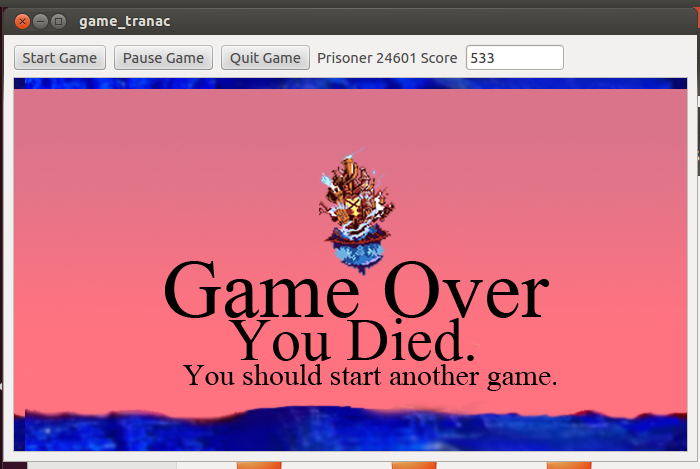 game_tranac
Start Game Pause Game Quit Game Prisoner 24601 Score 533
Game Over
You Died.
You should start another game.